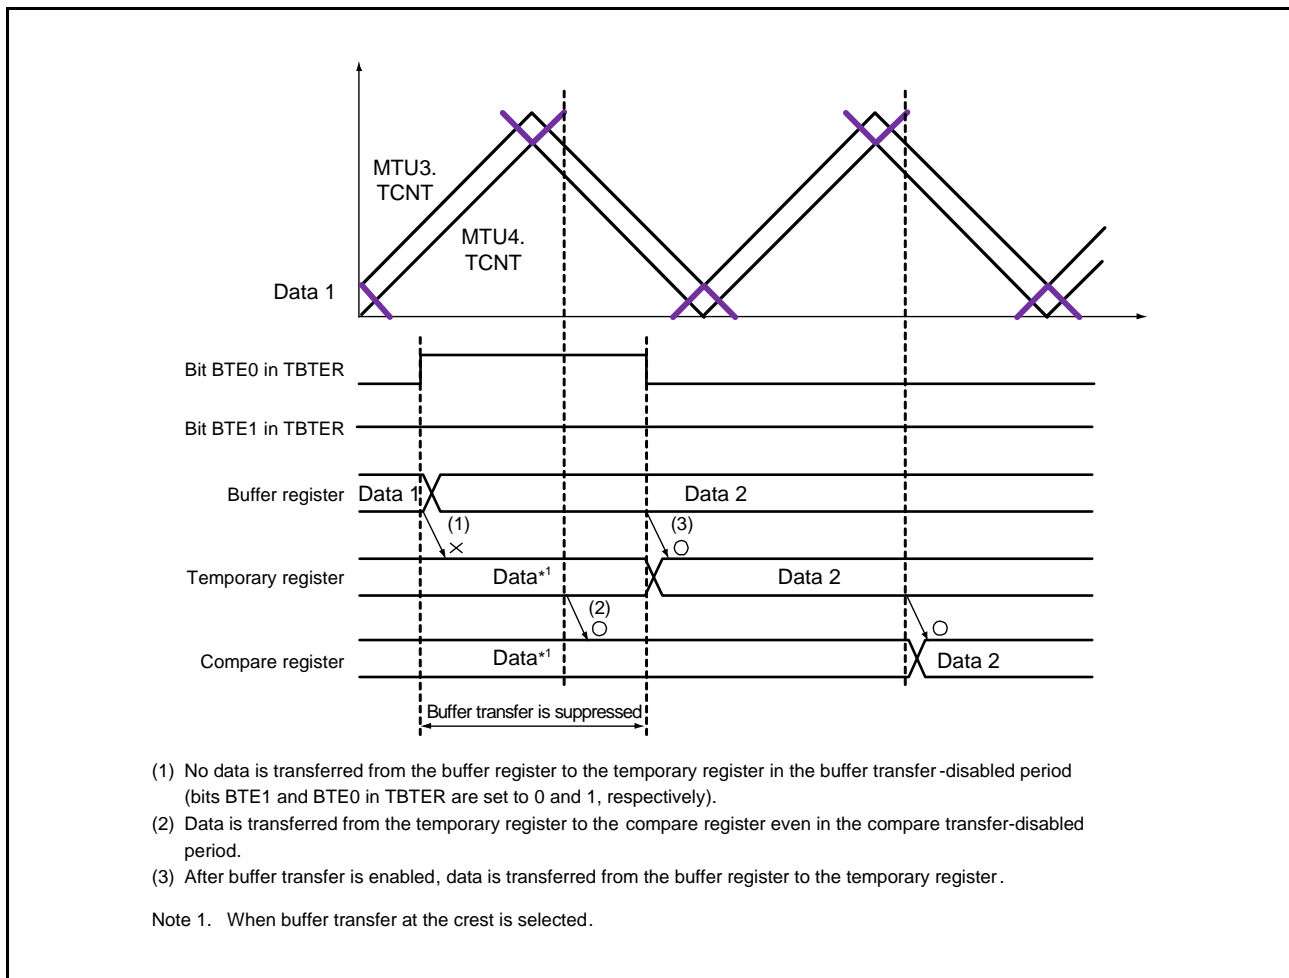 MTU3.
TCNT
MTU4.
TCNT
Data 1
Bit BTE0 in TBTER
Bit BTE1 in TBTER
Buffer register
Data 1
Data 2
(1)
×
(3)
○
Temporary register
Data*1
Data 2
(2)
○
○
Compare register
Data*1
Data 2
Buffer transfer is suppressed
(1) No data is transferred from the buffer register to the temporary register in the buffer transfer-disabled period
(bits BTE1 and BTE0 in TBTER are set to 0 and 1, respectively).
(2) Data is transferred from the temporary register to the compare register even in the compare transfer-disabled
period.
(3) After buffer transfer is enabled, data is transferred from the buffer register to the temporary register.
Note 1. When buffer transfer at the crest is selected.